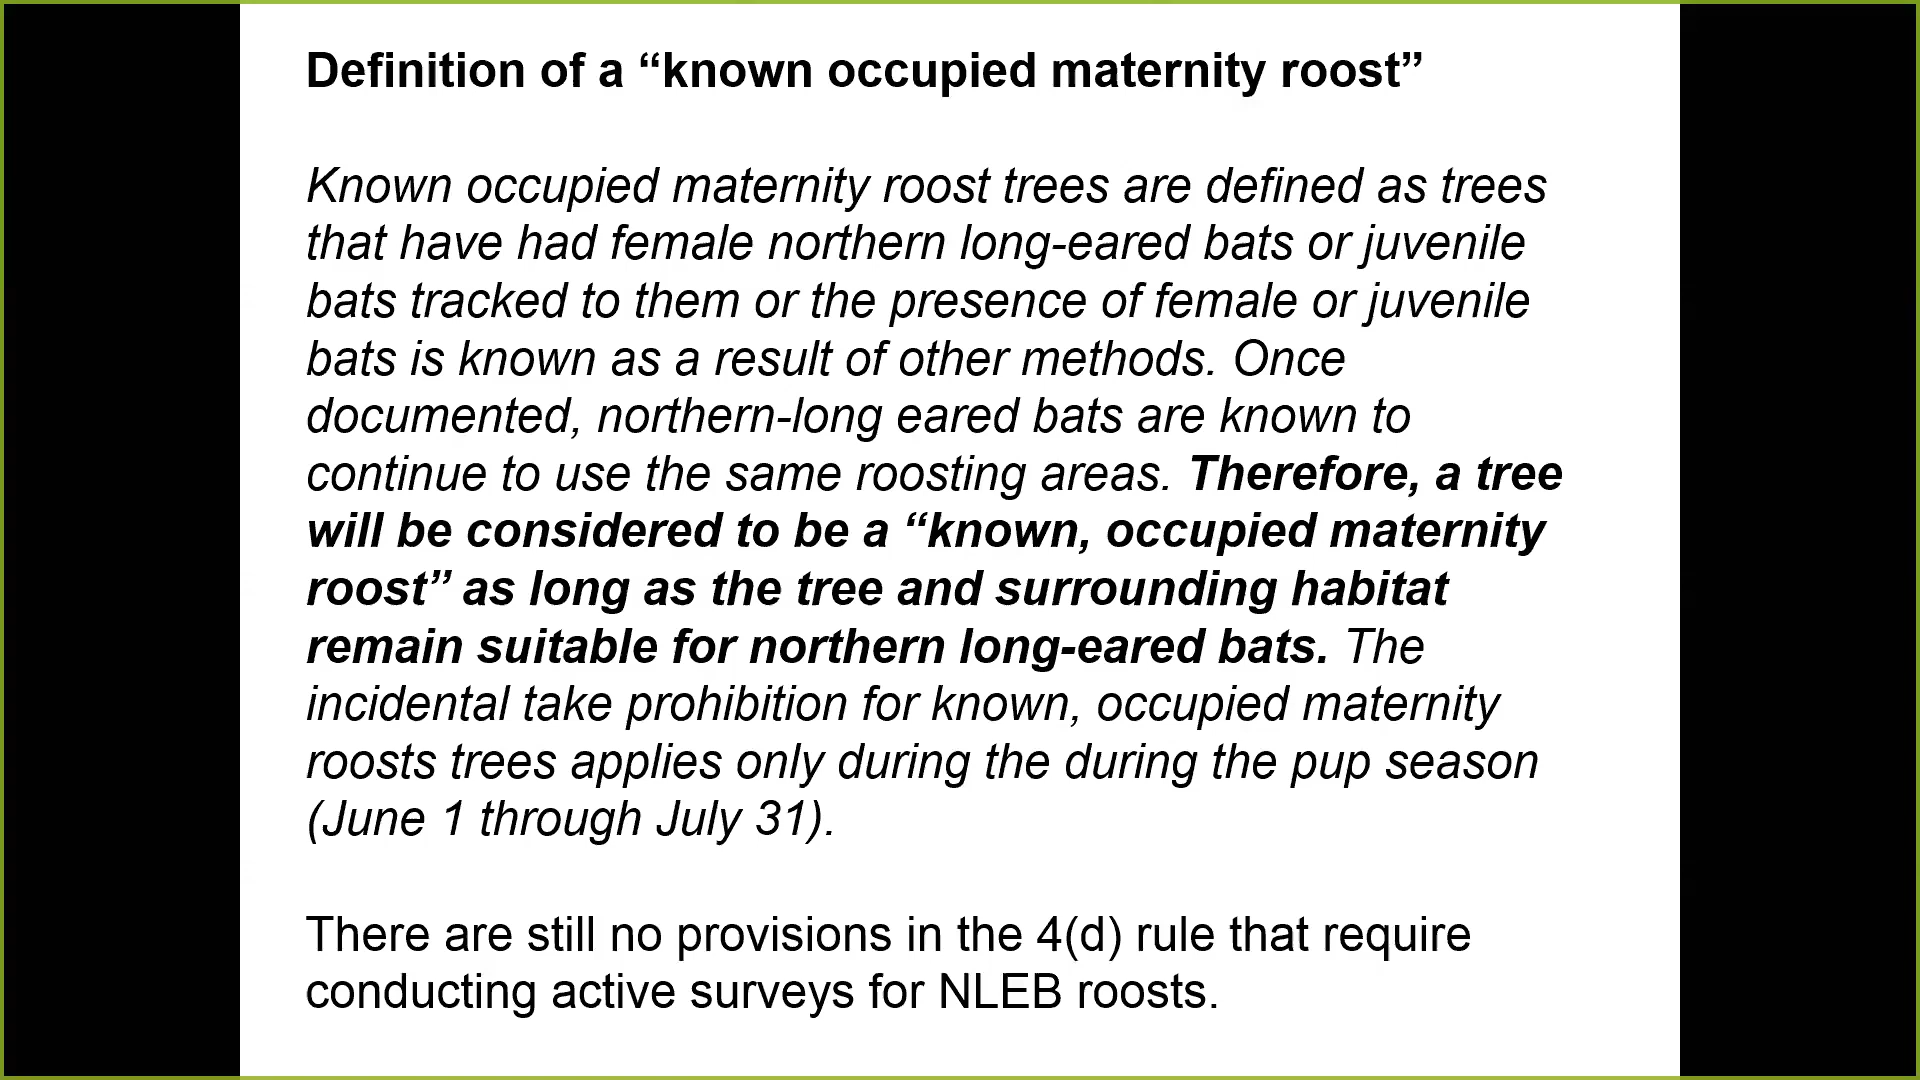 Definition of a “known occupied maternity roost”
Known occupied maternity roost trees are defined as trees
that have had female northern long-eared bats or juvenile
bats tracked to them or the presence of female or juvenile
bats is known as a result of other methods. Once
documented, northern-long eared bats are known to
continue to use the same roosting areas. Therefore, a tree
will be considered to be a “known, occupied maternity
roost” as long as the tree and surrounding habitat
remain suitable for northern long-eared bats. The
incidental take prohibition for known, occupied maternity
roosts trees applies only during the during the pup season
(June 1 through July 31).
There are still no provisions in the 4(d) rule that require
conducting active surveys for NLEB roosts.